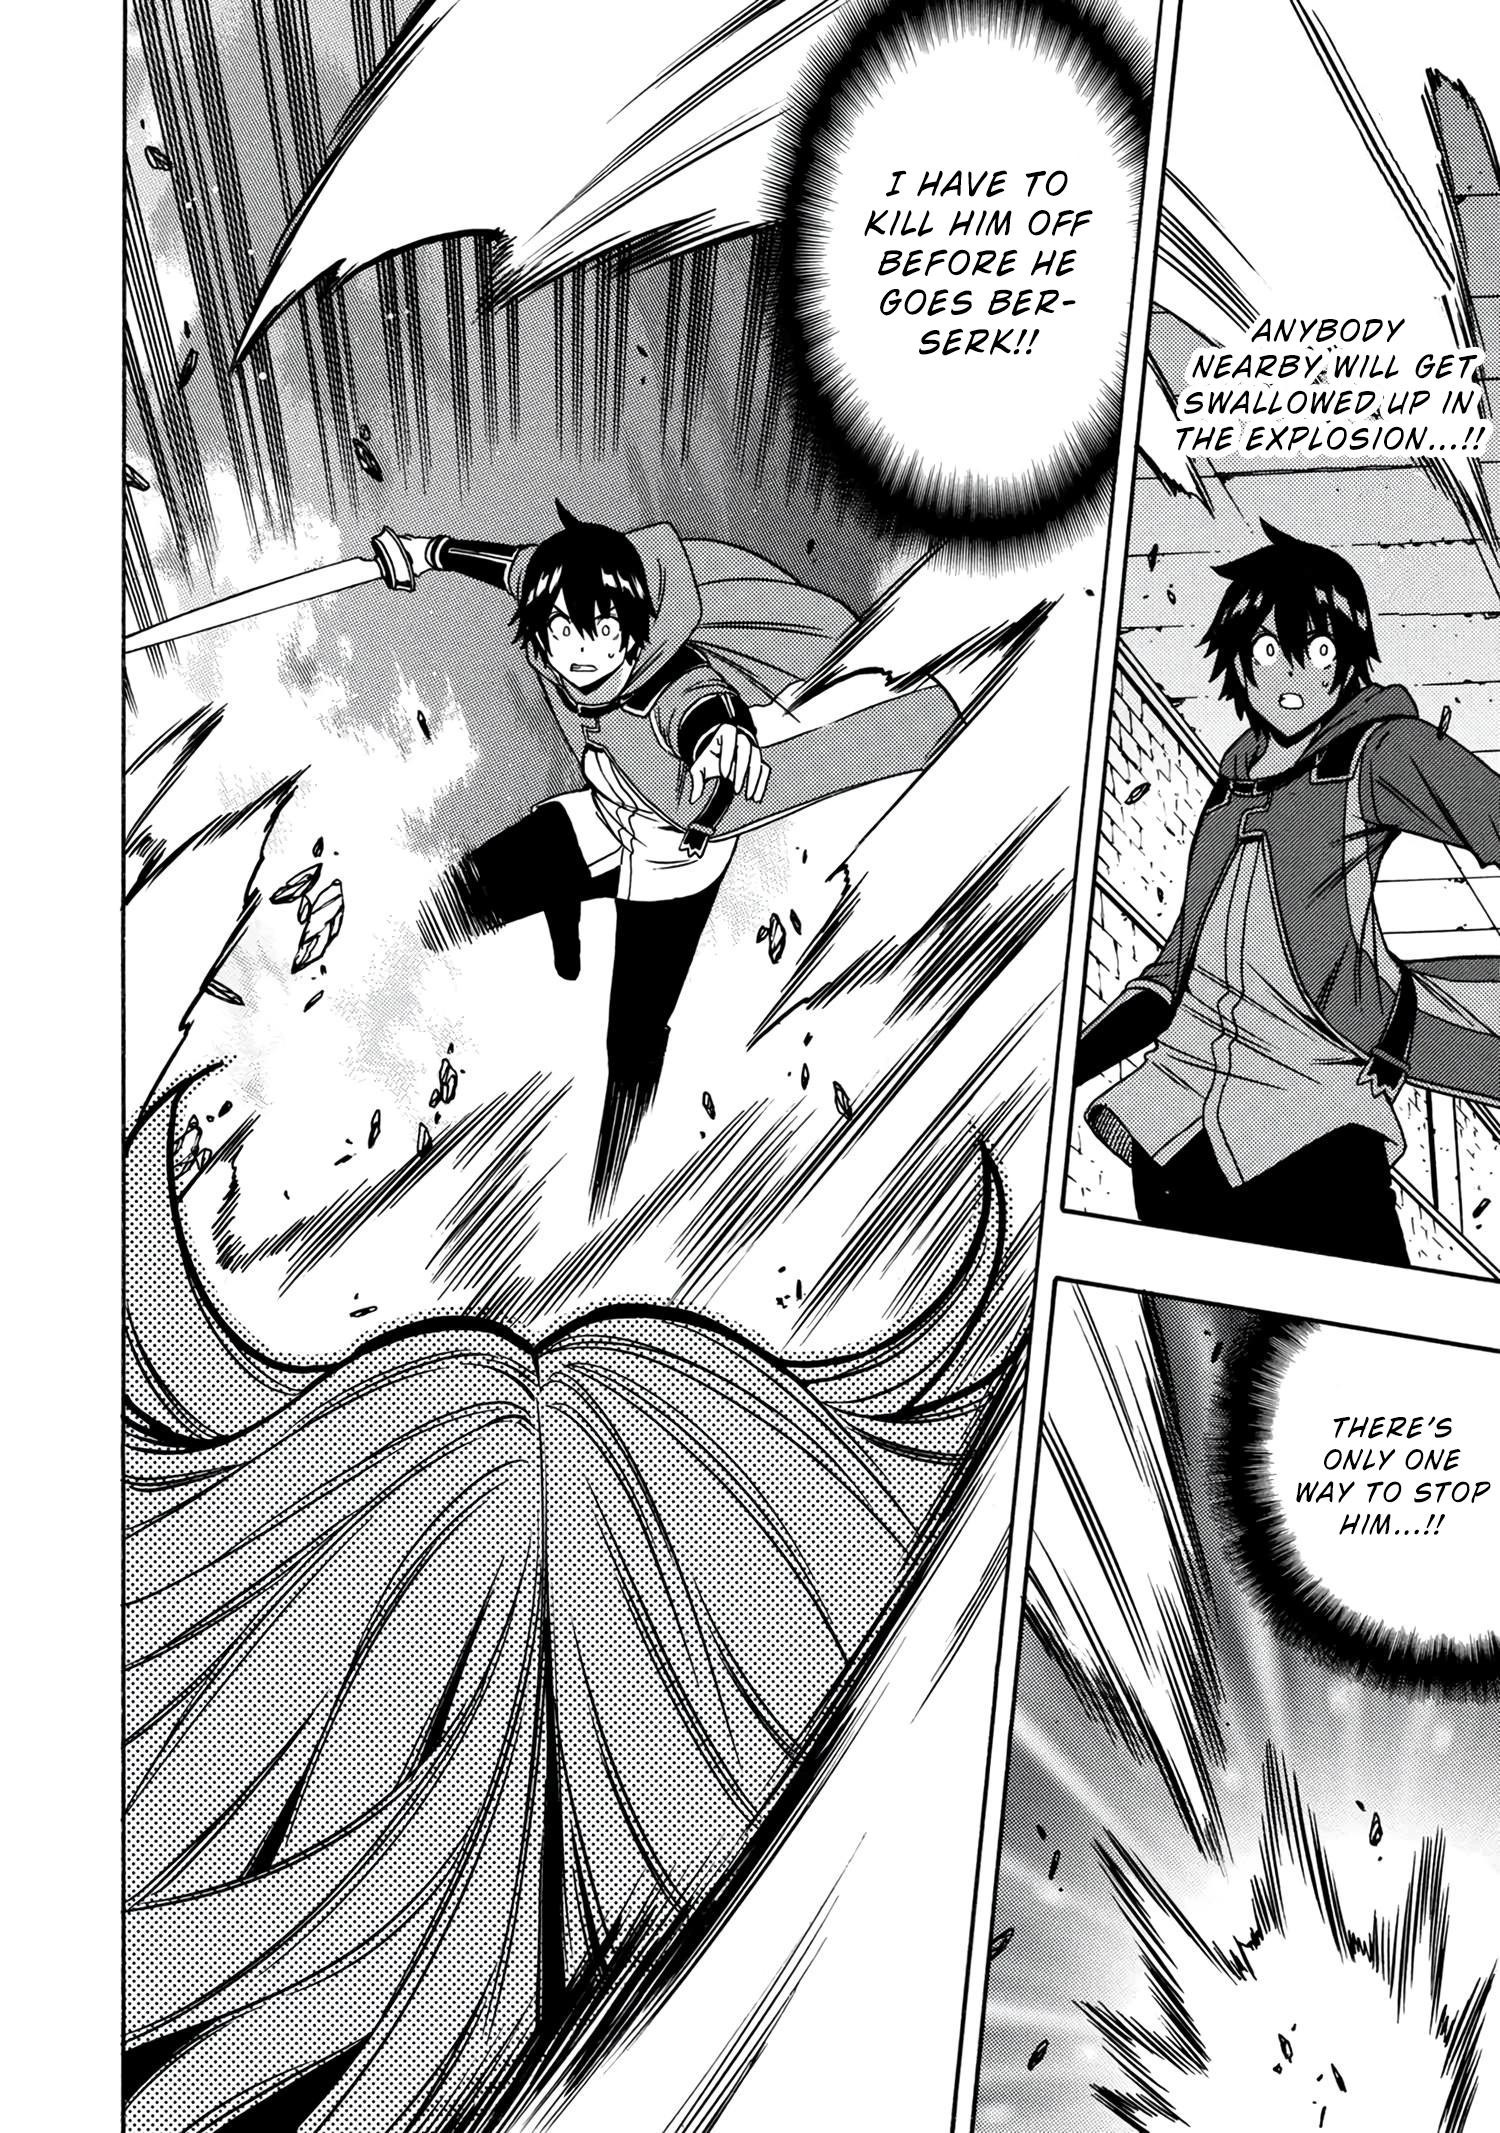 ANYBODY
NEARBY WILL GET
SWALLOWED UP IN
THE EXPLOSION...!!
THERE'S
ONLY ONE
WAY TO STOP
HIM...!!
I HAVE TO
KILL HIM OFF
BEFORE HE
GOES BER-
SERK!!